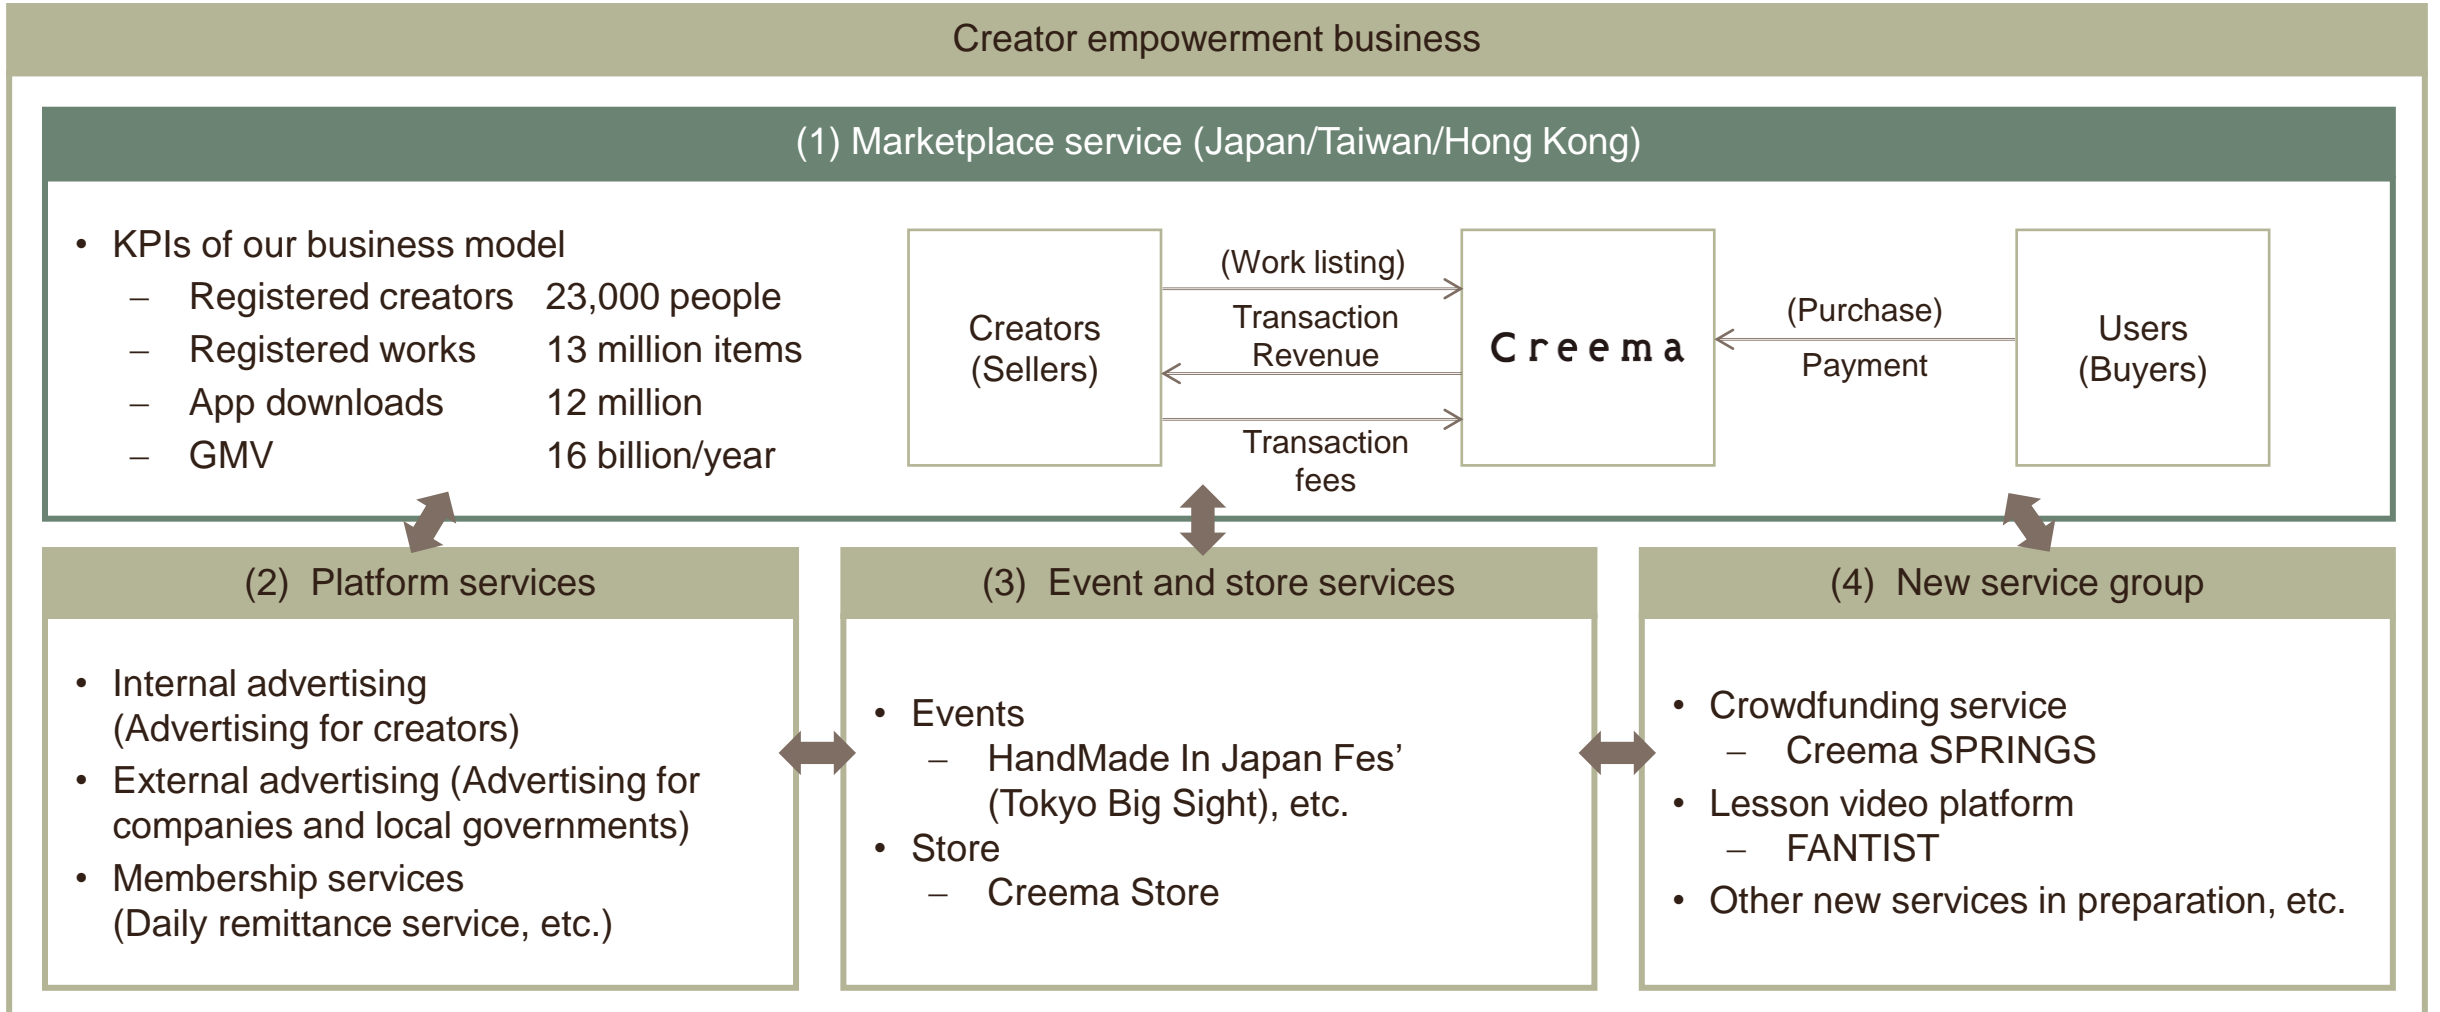 Creator empowerment business
(1) Marketplace service (Japan/Taiwan/Hong Kong)
• KPIs of our business model
– Registered creators 23,000 people
– Registered works 13 million items
– App downloads 12 million
– GMV 16 billion/year
Creators
(Sellers)
(Work listing)
Transaction
Revenue
Transaction
fees
Creema
(Purchase)
Payment
Users
(Buyers)
(2) Platform services
• Internal advertising
(Advertising for creators)
• External advertising (Advertising for
companies and local governments)
• Membership services
(Daily remittance service, etc.)
(3) Event and store services
• Events
– HandMade In Japan Fes’
(Tokyo Big Sight), etc.
• Store
– Creema Store
(4) New service group
• Crowdfunding service
– Creema SPRINGS
• Lesson video platform
– FANTIST
• Other new services in preparation, etc.